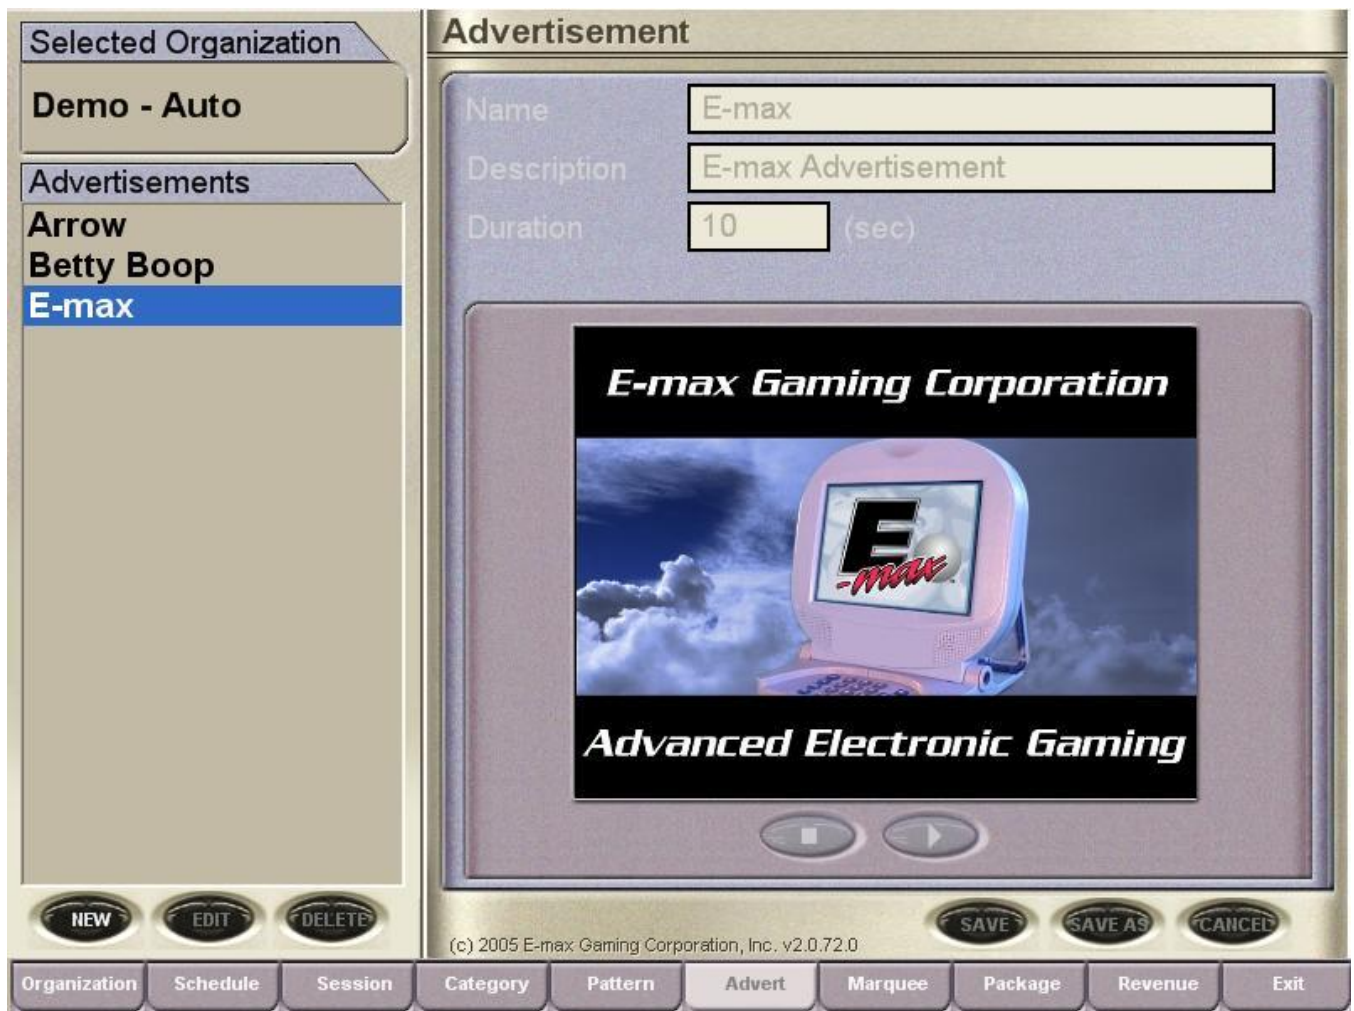 Selected Organization
Demo - Auto
Advertisements
Arrow
Betty Boop
E-max
NEW
EDIT
DELETE
Advertisement
Name
E-max
Description
E-max Advertisement
Duration
10
(sec)
E-max Gaming Corporation
E
-max
Advanced Electronic Gaming
(c) 2005 E-max Gaming Corporation, Inc. v2.0.72.0
SAVE
SAVE AS
CANCEL
Organization
Schedule
Session
Category
Pattern
Advert
Marquee
Package
Revenue
Exit